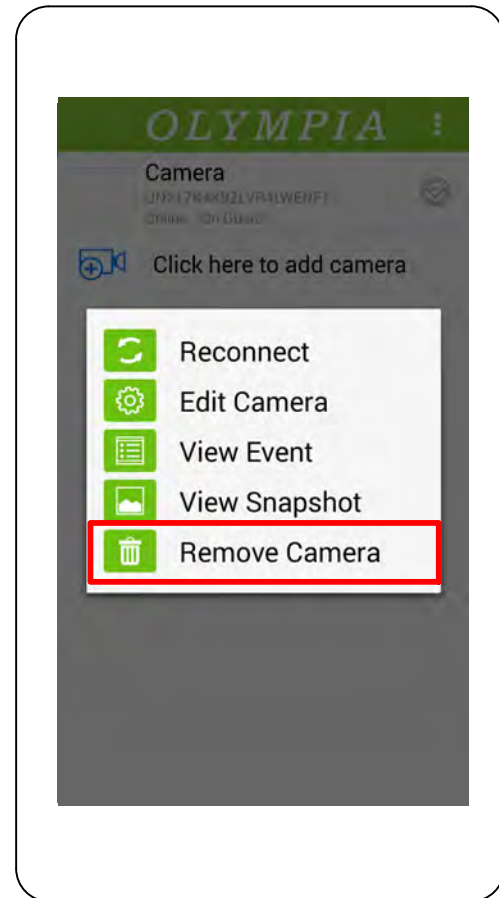 OLYMPIA
Camera
Click here to add camera
Reconnect
Edit Camera
View Event
View Snapshot
Remove Camera